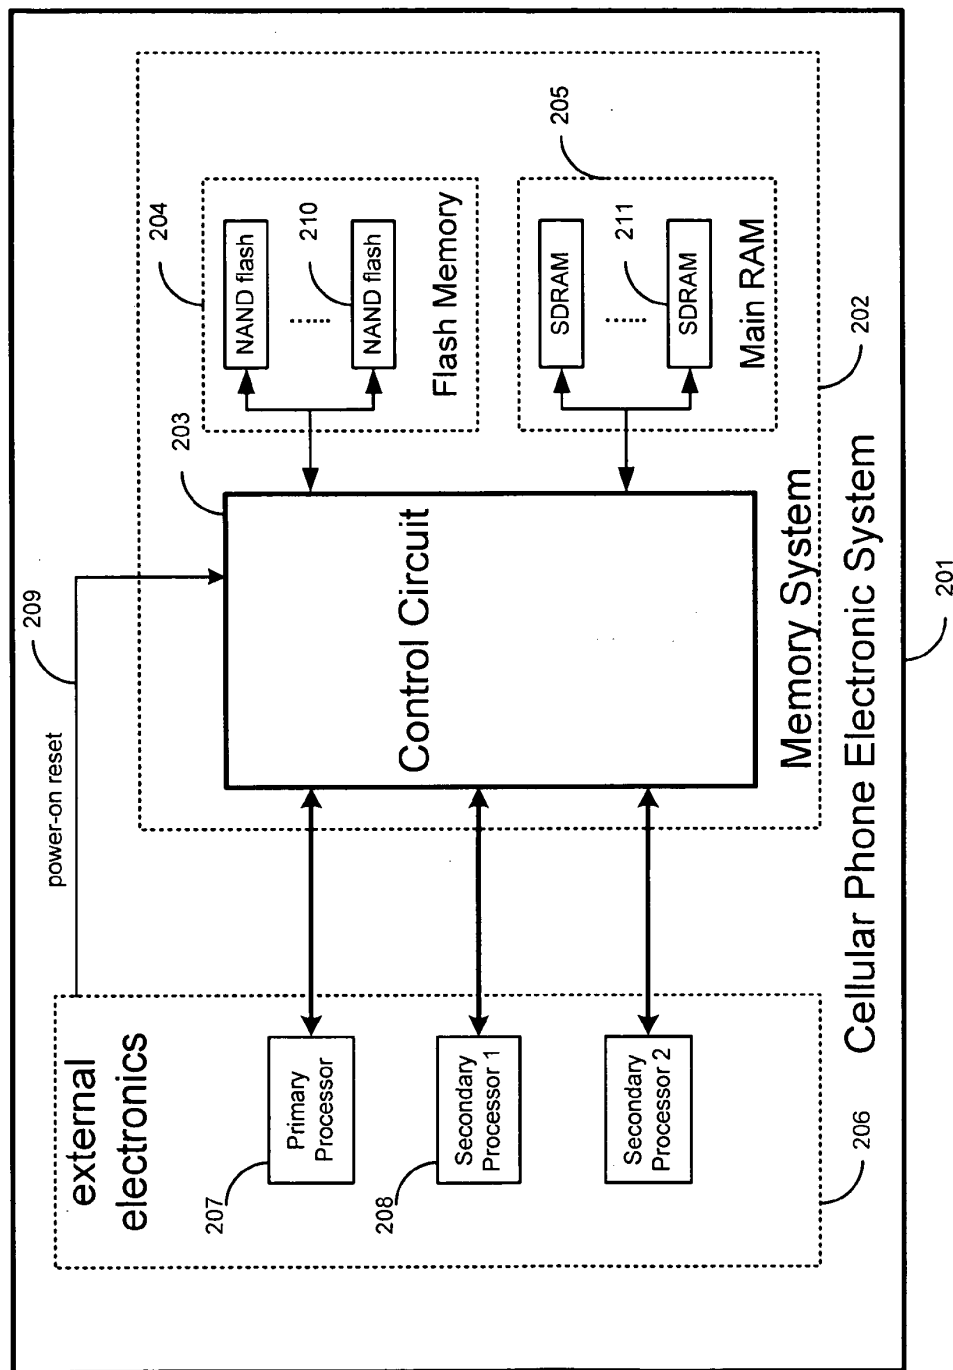 power-on reset
209
external
electronics
Primary
Processor
207
Secondary
Processor 1
208
Secondary
Processor 2
206
203
Control Circuit
204
NAND flash
210
NAND flash
Flash Memory
205
SDRAM
211
SDRAM
Main RAM
202
Memory System
Cellular Phone Electronic System
201